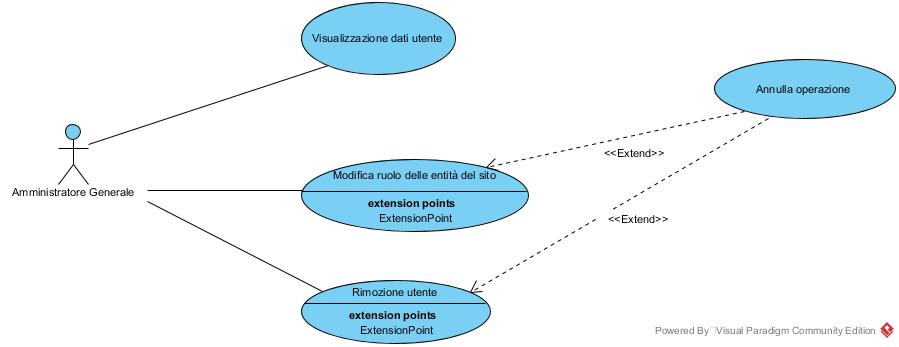 Visualizzazione dati utente
Annulla operazione
<<Extend>>
Amministratore Generale
Modifica ruolo delle entità del sito
extension points
ExtensionPoint
<<Extend>>
Rimozione utente
extension points
ExtensionPoint
Powered By Visual Paradigm Community Edition